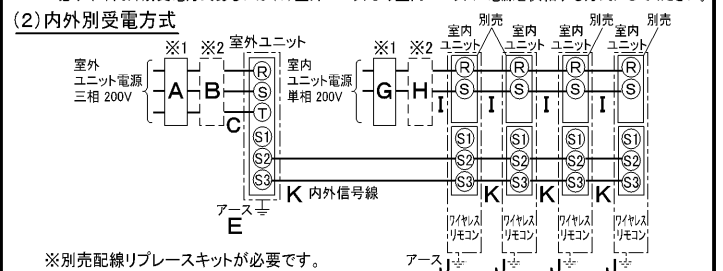 (2)内外別受電方式
※1 ※2 室外ユニット
室外
ユニット電源
三相 200V
A B C
R
S
T
S1
S2
S3
アース
E
※1 ※2
室内
ユニット電源
単相 200V
G H
室内
ユニット
別売
室内
ユニット
室内
ユニット
別売
室内
ユニット
別売
R R R R
S S S S
I I I I
S1 S1 S1 S1
S2 S2 S2 S2
S3 S3 S3 S3
K 内外信号線
K K K
ワイヤレス
リモコン
ワイヤレス
リモコン
ワイヤレス
リモコン
ワイヤレス
リモコン
アース
※別売配線リプレースキットが必要です。